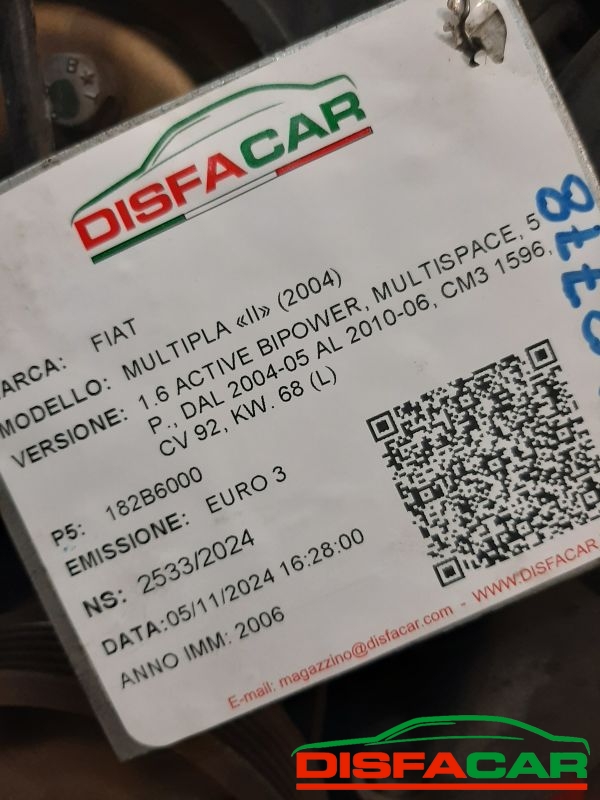 DISFACAR
ARCA: FIAT
MODELLO: MULTIPLA «II» (2004)
VERSIONE: 1.6 ACTIVE BIPOWER, MULTISPACE, 5
P., DAL 2004-05 AL 2010-06, CM3 1596,
CV 92, KW. 68 (L)
P5: 182B6000
EMISSIONE: EURO 3
NS: 2533/2024
DATA:05/11/2024 16:28:00
ANNO IMM: 2006
E-mail: magazzino@disfacar.com - WWW.DISFACAR
DISFACAR